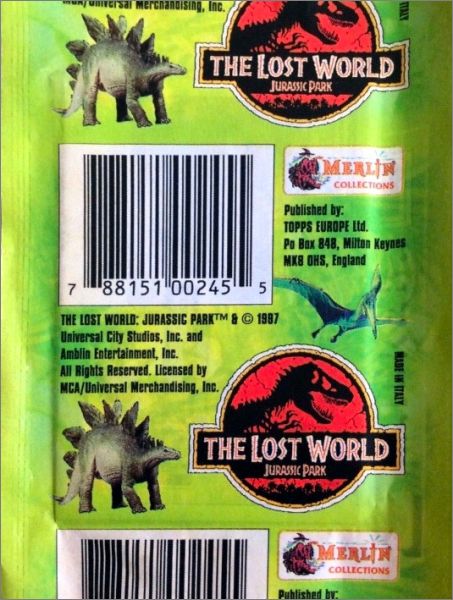 MCA/Universal Merchandising, Inc.
ITALY
THE LOST WORLD
JURASSIC PARK
MERLIN
COLLECTIONS
Published by:
TOPPS EUROPE Ltd.
Po Box 848, Milton Keynes
MK8 0HS, England
7 88151 00245 5
THE LOST WORLD: JURASSIC PARK™ & © 1997
Universal City Studios, Inc. and
Amblin Entertainment, Inc.
All Rights Reserved. Licensed by
MCA/Universal Merchandising, Inc.
MADE IN ITALY
THE LOST WORLD
JURASSIC PARK
MERLIN
COLLECTIONS
Published by: